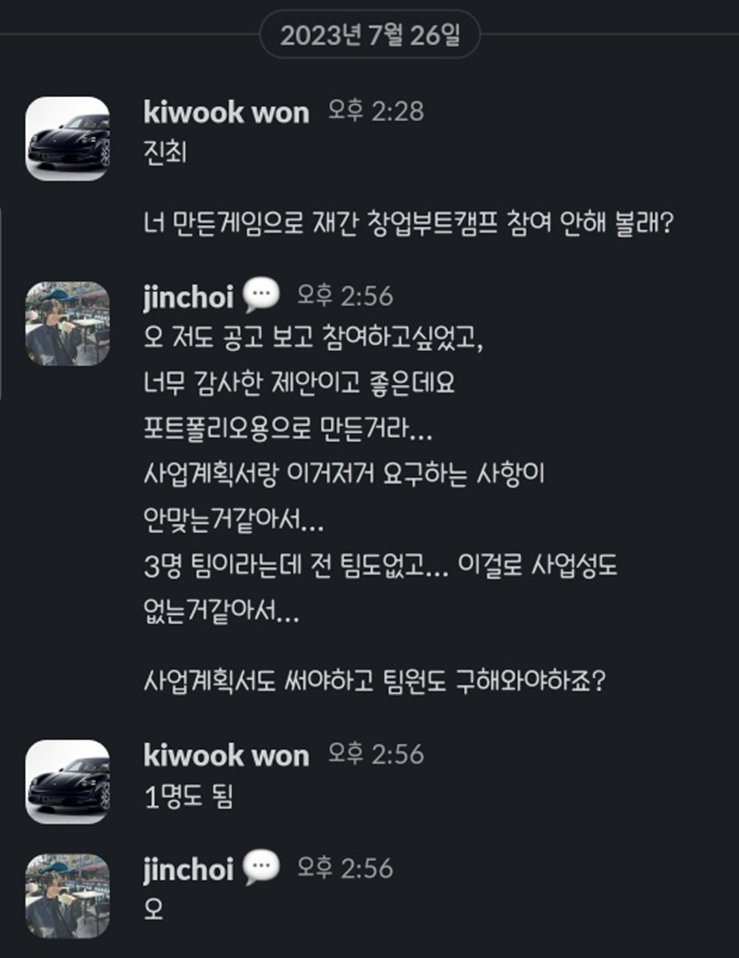 2023년 7월 26일
kiwook won 오후 2:28
진최
너 만든게임으로 재간 창업부트캠프 참여 안해 볼래?
jinchoi 오후 2:56
오 저도 공고 보고 참여하고싶었고,
너무 감사한 제안이고 좋은데요
포트폴리오용으로 만든거라...
사업계획서랑 이거저거 요구하는 사항이
안맞는거같아서...
3명 팀이라는데 전 팀도없고... 이걸로 사업성도
없는거같아서...
사업계획서도 써야하고 팀원도 구해와야하죠?
kiwook won 오후 2:56
1명도 됨
jinchoi 오후 2:56
오